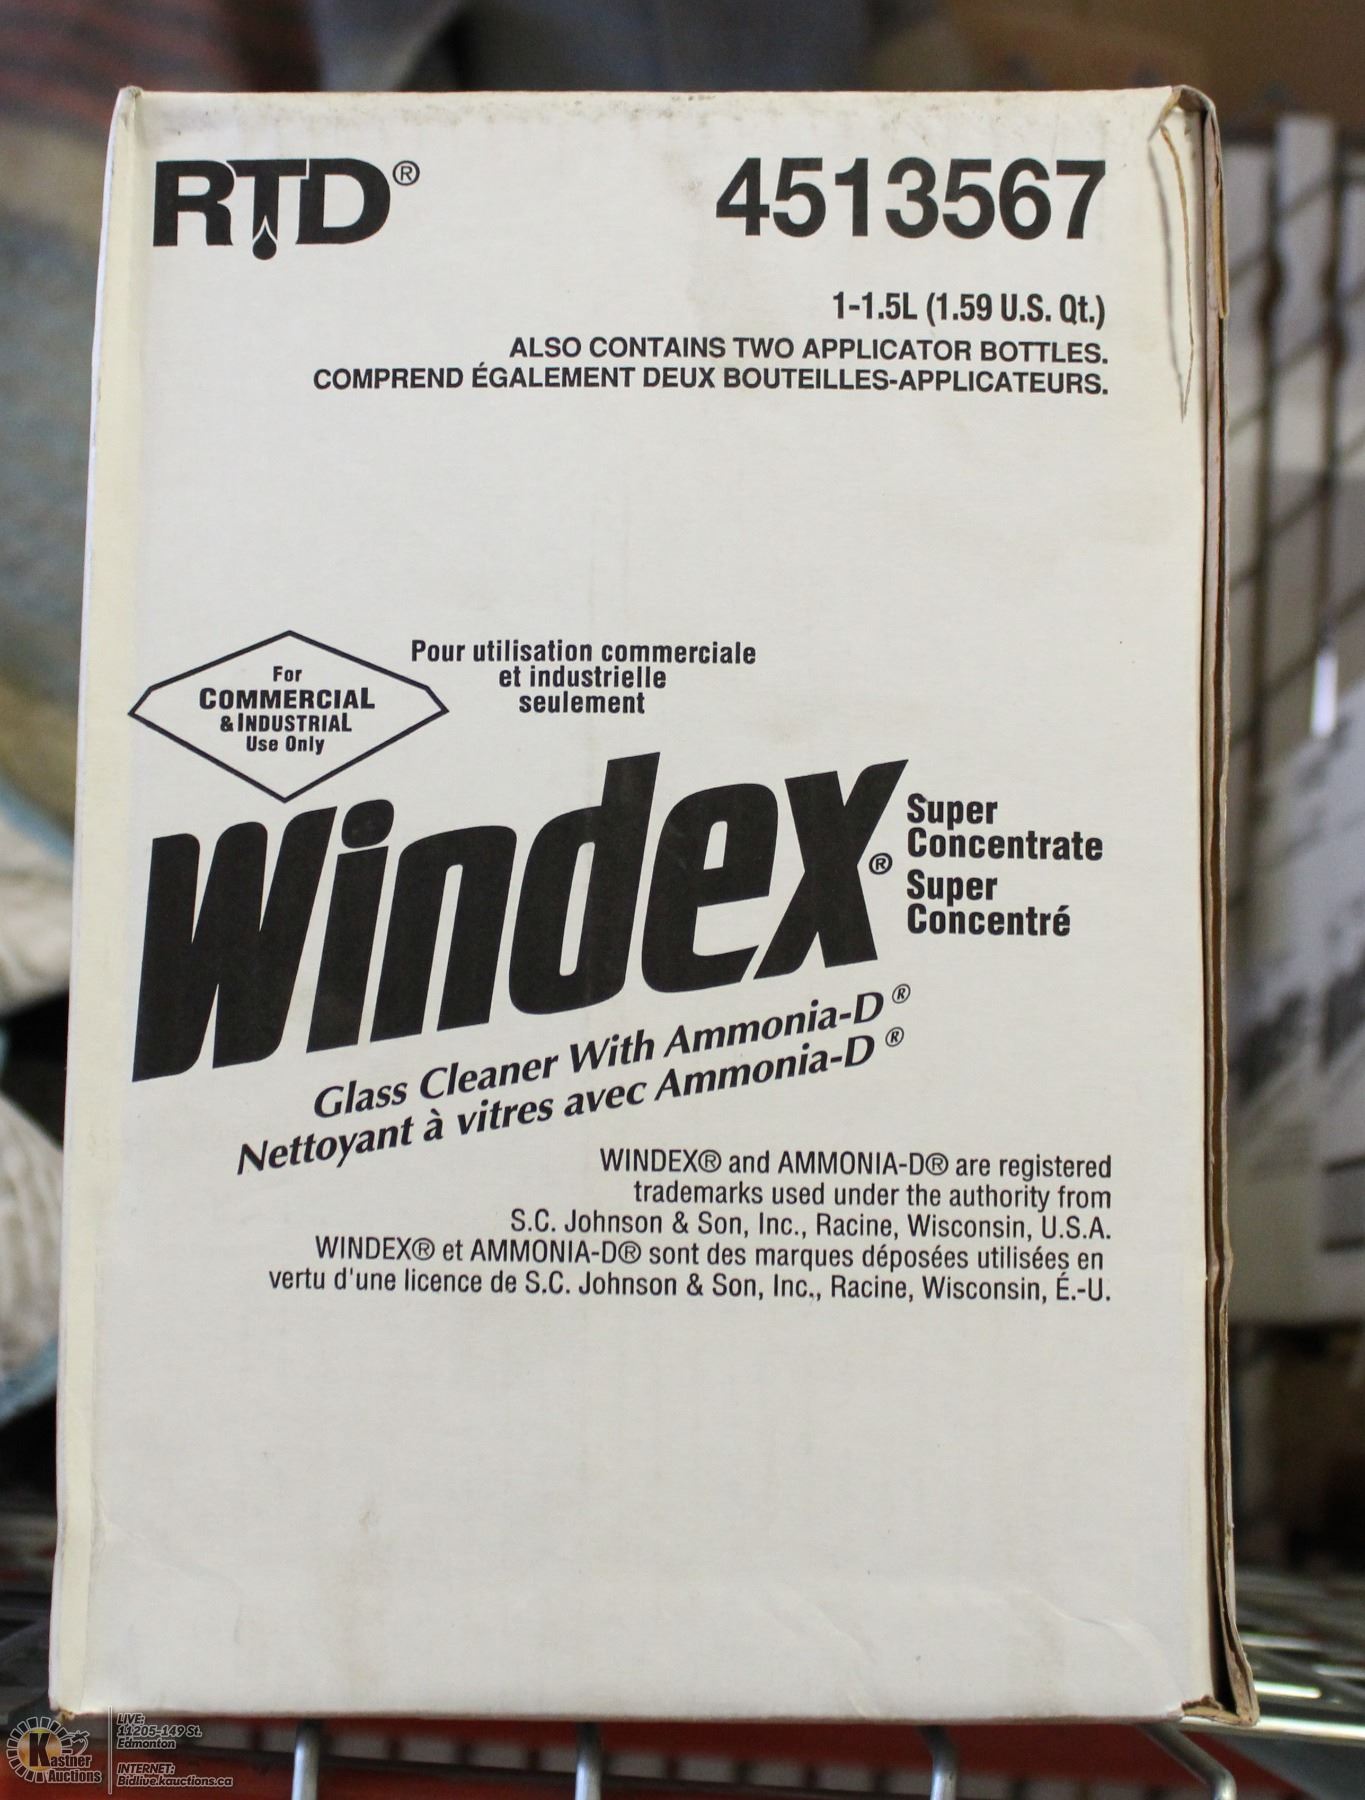 RTD®
4513567
1-1.5L (1.59 U.S. Qt.)
ALSO CONTAINS TWO APPLICATOR BOTTLES.
COMPREND ÉGALEMENT DEUX BOUTEILLES-APPLICATEURS.
For
COMMERCIAL
& INDUSTRIAL
Use Only
Pour utilisation commerciale
et industrielle
seulement
Windex®
Super
Concentrate
Super
Concentré
Glass Cleaner With Ammonia-D®
Nettoyant à vitres avec Ammonia-D®
WINDEX® and AMMONIA-D® are registered
trademarks used under the authority from
S.C. Johnson & Son, Inc., Racine, Wisconsin, U.S.A.
WINDEX® et AMMONIA-D® sont des marques déposées utilisées en
vertu d'une licence de S.C. Johnson & Son, Inc., Racine, Wisconsin, É.-U.
Kastner
Auctions
LIVE:
11205-149 St.
Edmonton
INTERNET:
Bidlive.kauctions.ca